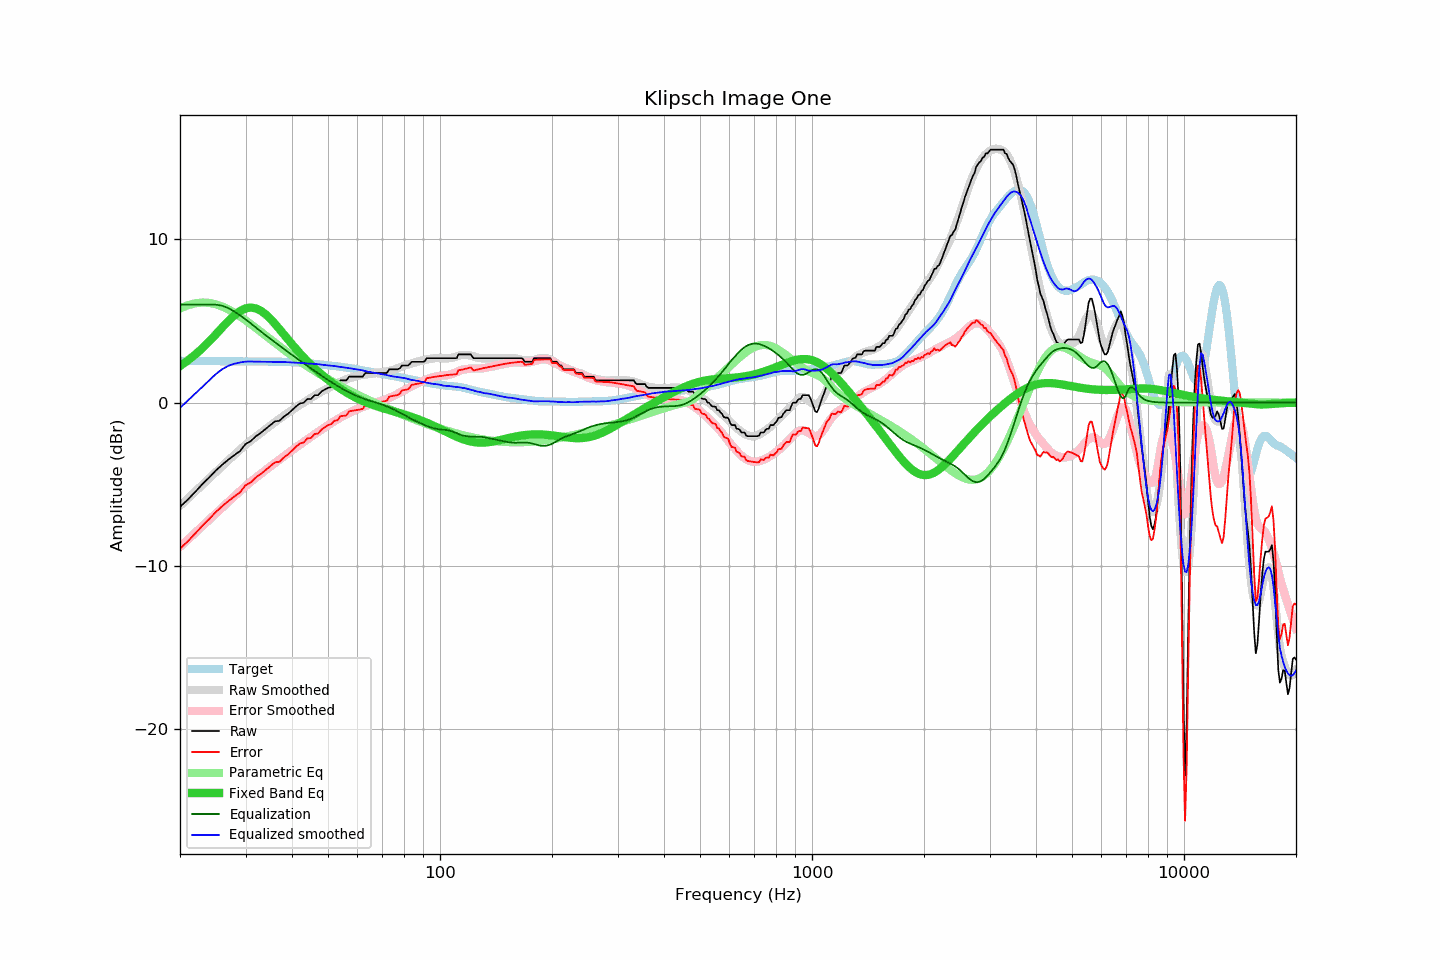 Klipsch Image One
Amplitude (dBr)
10
0
−10
−20
Target
Raw Smoothed
Error Smoothed
Raw
Error
Parametric Eq
Fixed Band Eq
Equalization
Equalized smoothed
100
1000
10000
Frequency (Hz)